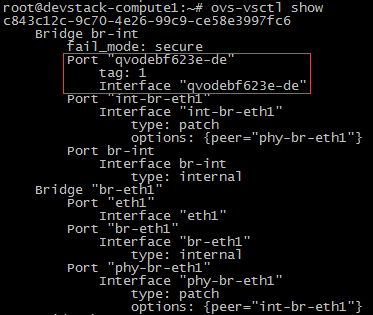 root@devstack-compute1:~# ovs-vsctl show
c843c12c-9c70-4e26-99c9-ce58e3997fc6
    Bridge br-int
        fail_mode: secure
        Port "qvodebf623e-de"
            tag: 1
            Interface "qvodebf623e-de"
        Port "int-br-eth1"
            Interface "int-br-eth1"
                type: patch
                options: {peer="phy-br-eth1"}
        Port br-int
            Interface br-int
                type: internal
    Bridge "br-eth1"
        Port "eth1"
            Interface "eth1"
        Port "br-eth1"
            Interface "br-eth1"
                type: internal
        Port "phy-br-eth1"
            Interface "phy-br-eth1"
                type: patch
                options: {peer="int-br-eth1"}